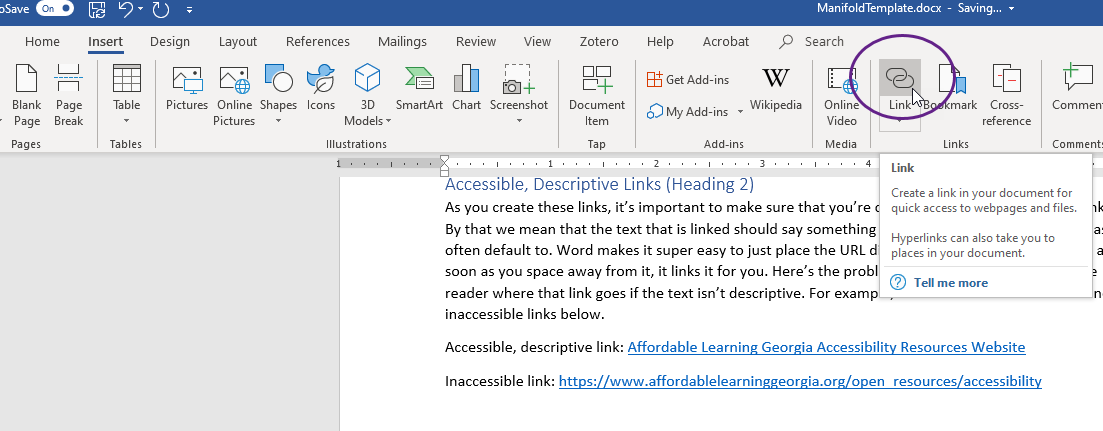 oSave On ManifoldTemplate.docx - Saving...
Home Insert Design Layout References Mailings Review View Zotero Help Acrobat Search
Blank Page
Page Break
Table
Pictures
Online Pictures
Shapes
Icons
3D Models
SmartArt
Chart
Screenshot
Document Item
Get Add-ins
My Add-ins
W
Wikipedia
Online Video
Link
Bookmark
Cross-reference
Comment
Pages Tables Illustrations Tap Add-ins Media Links Comments
1 1 2 3 4
Link
Create a link in your document for
quick access to webpages and files.
Hyperlinks can also take you to
places in your document.
Tell me more
Accessible, Descriptive Links (Heading 2)
As you create these links, it's important to make sure that you're
By that we mean that the text that is linked should say something
often default to. Word makes it super easy to just place the URL
soon as you space away from it, it links it for you. Here's the
reader where that link goes if the text isn't descriptive. For
inaccessible links below.
Accessible, descriptive link: Affordable Learning Georgia Accessibility Resources Website
Inaccessible link: https://www.affordablelearninggeorgia.org/open_resources/accessibility